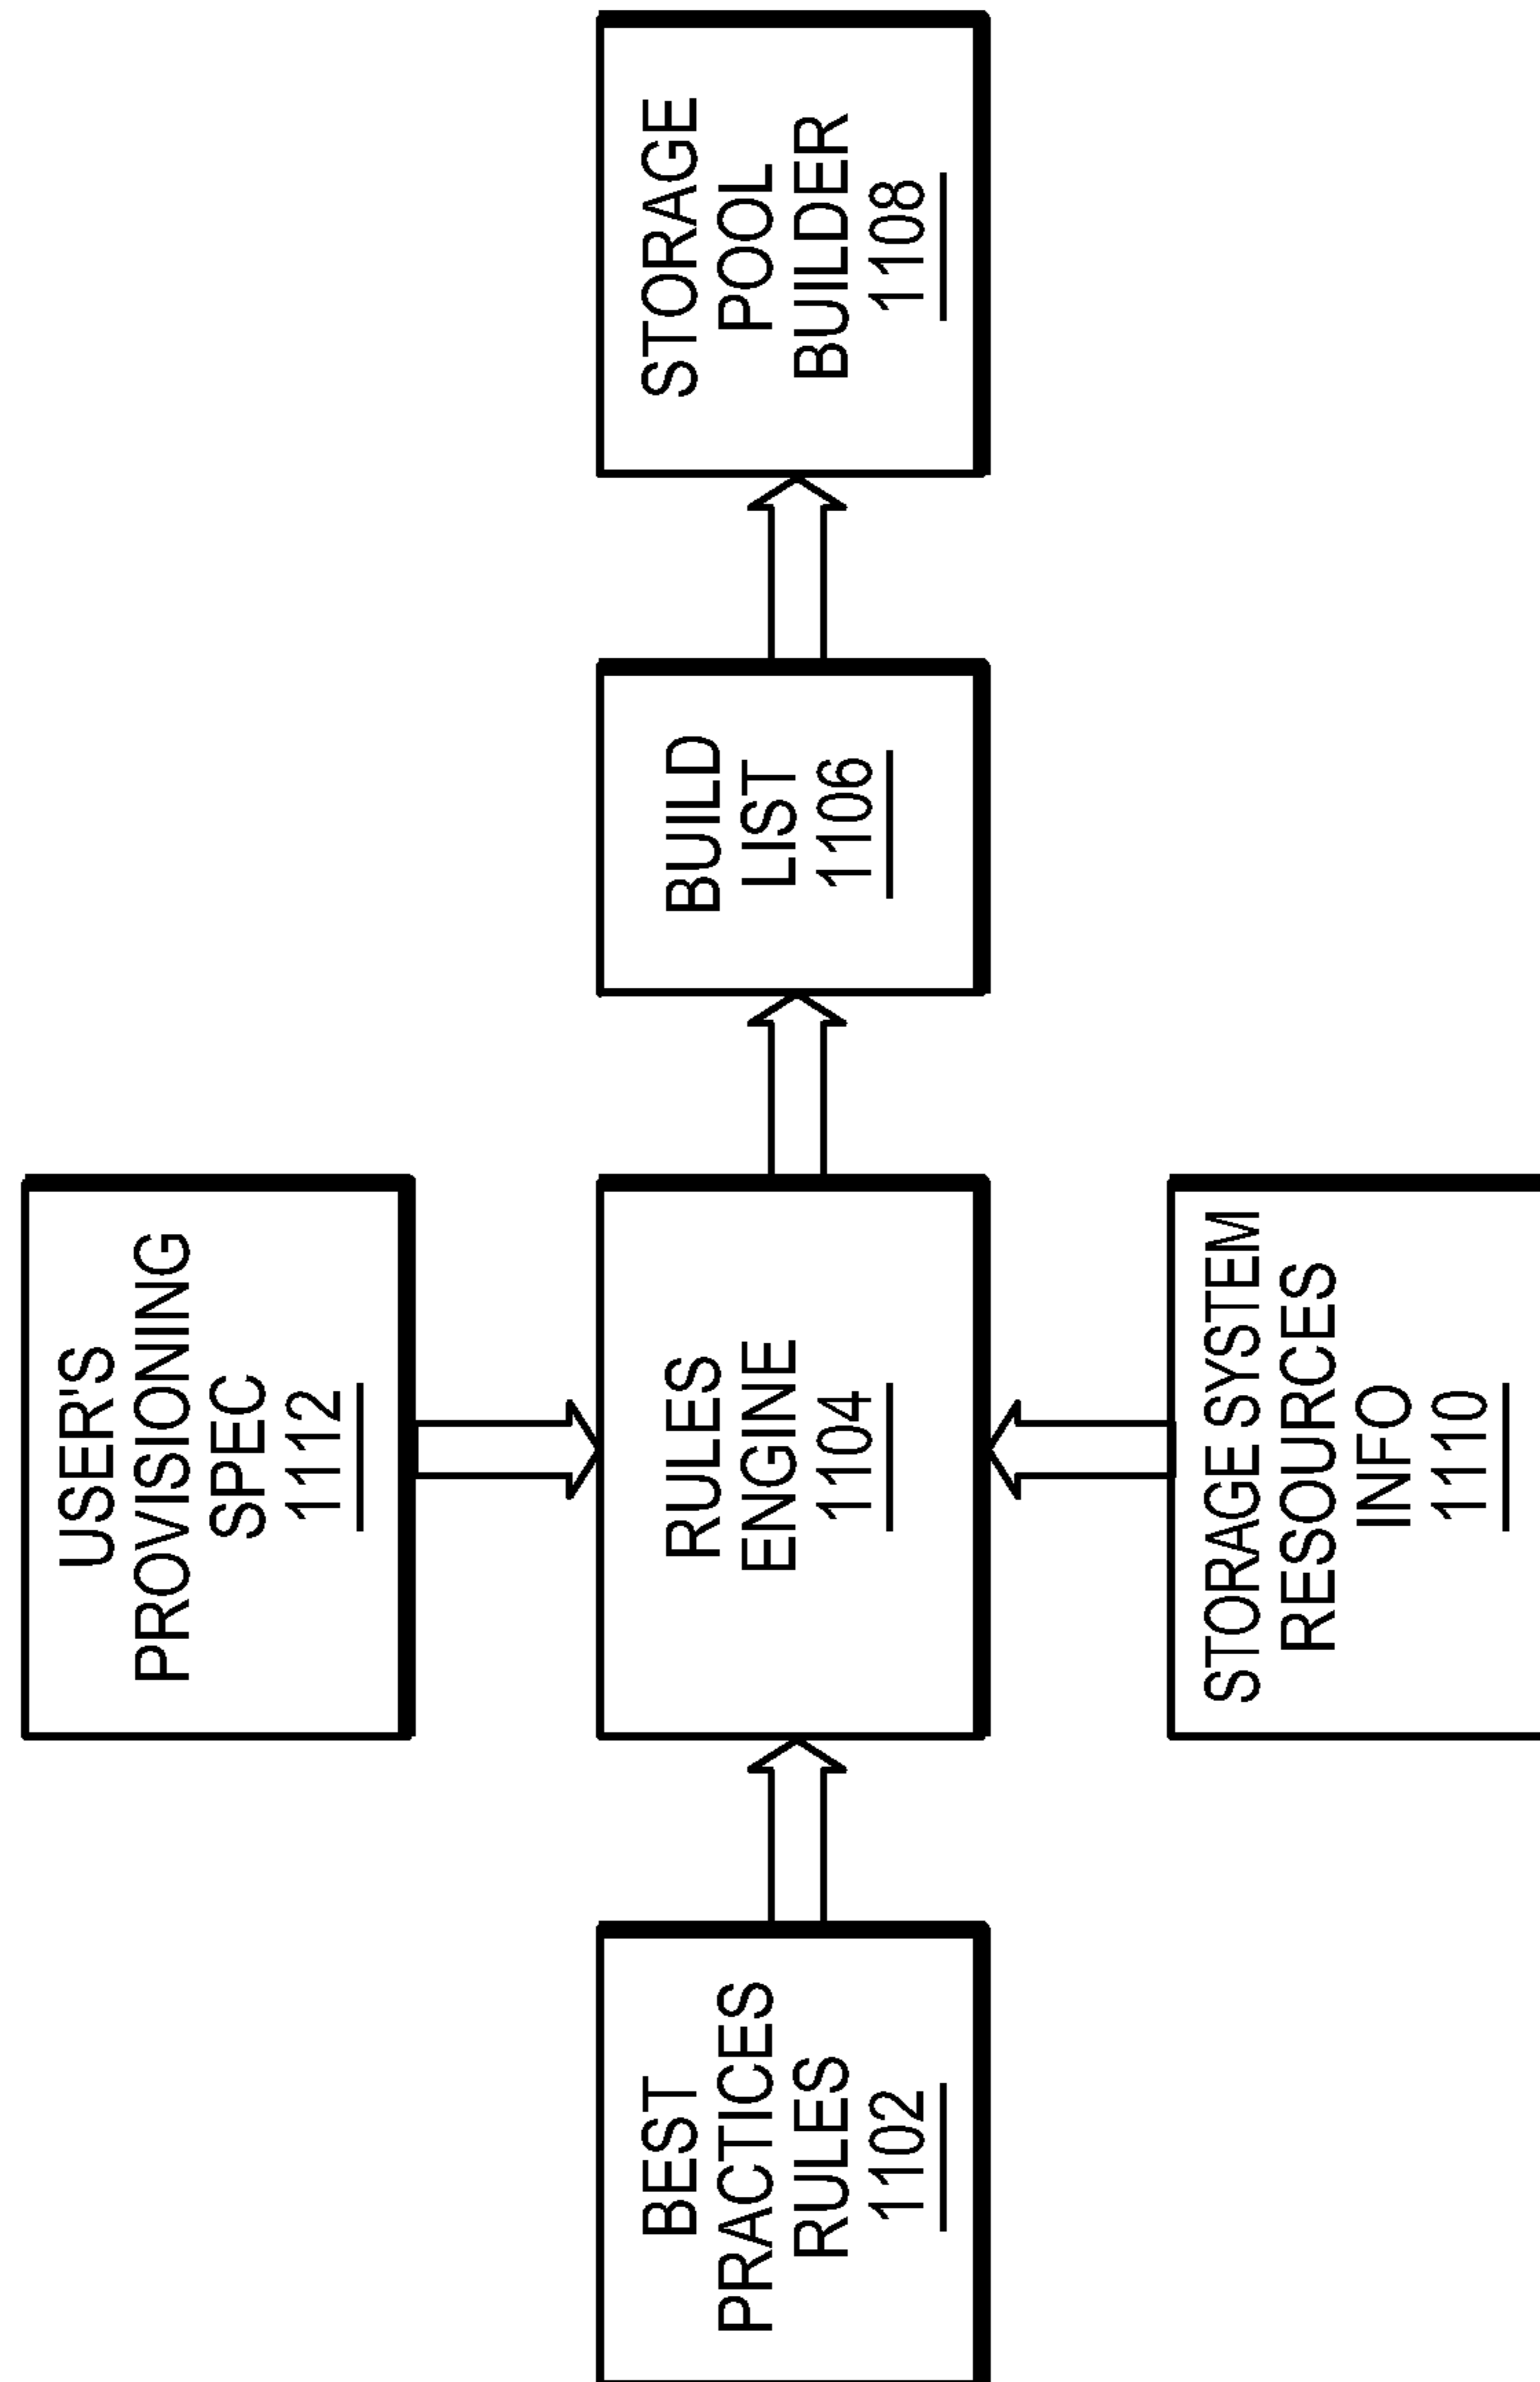 USER'S
PROVISIONING
SPEC
1112
BEST
PRACTICES
RULES
1102
RULES
ENGINE
1104
BUILD
LIST
1106
STORAGE
POOL
BUILDER
1108
STORAGE SYSTEM
RESOURCES
INFO
1110